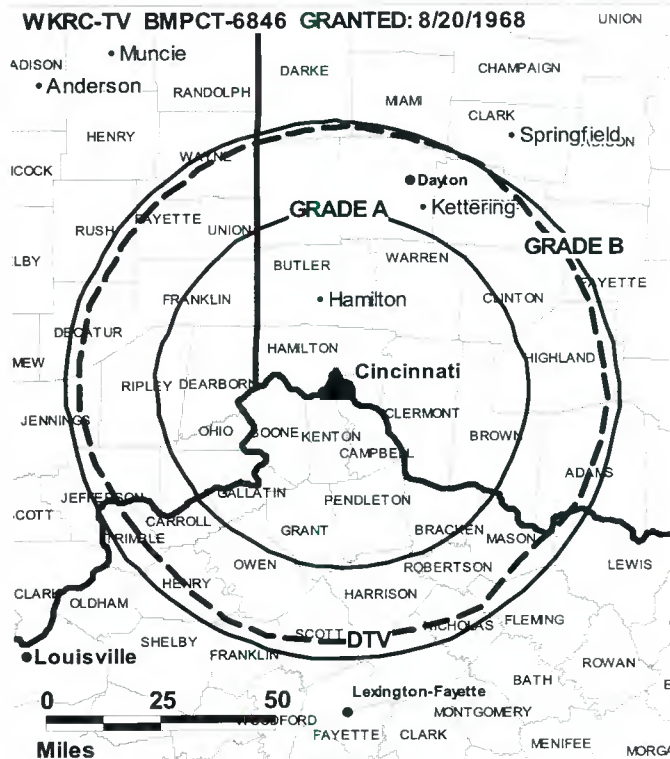 WKRC-TV BMPCT-6846 GRANTED: 8/20/1968
UNION
ADISON
• Muncie
DARKE
CHAMPAIGN
• Anderson
RANDOLPH
MIAMI
CLARK
HENRY
• Springfield
WAYNE
ICOCK
• Dayton
GRADE A
• Kettering
FAYETTE
RUSH
UNION
GRADE B
ELBY
WARREN
BUTLER
FAYETTE
FRANKLIN
• Hamilton
CLINTON
DECATUR
HAMILTON
HIGHLAND
MEW
Cincinnati
RIPLEY
DEARBORN
CLERMONT
JENNINGS
OHIO
BOONE
KENTON
BROWN
CAMPBELL
ADAMS
JEFFERSON
GALLATIN
PENDLETON
SCOTT
CARROLL
GRANT
BRACKEN
MASON
TRIMBLE
OWEN
ROBERTSON
LEWIS
HENRY
HARRISON
CLARK
OLDHAM
SCOTT
NICHOLAS
FLEMING
SHELBY
DTV
FRANKLIN
• Louisville
ROWAN
BATH
0 25 50
Lexington-Fayette
WOODFORD
MONTGOMERY
FAYETTE
CLARK
Miles
MENIFEE
MORGA